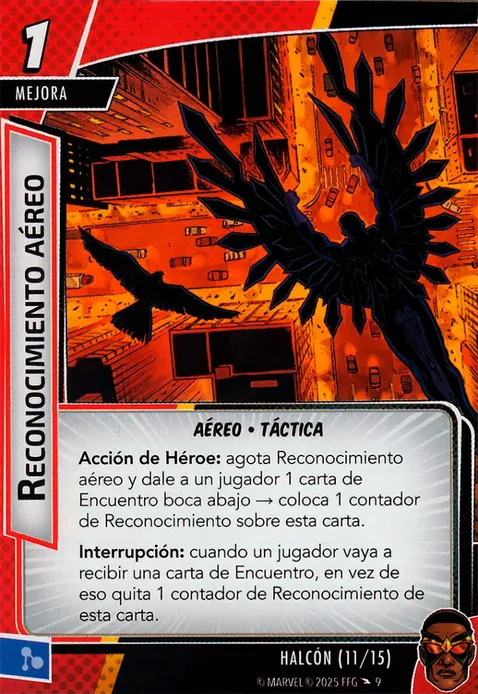 1
MEJORA
RECONOCIMIENTO AÉREO
AÉREO • TÁCTICA
Acción de Héroe: agota Reconocimiento
aéreo y dale a un jugador 1 carta de
Encuentro boca abajo → coloca 1 contador
de Reconocimiento sobre esta carta.
Interrupción: cuando un jugador vaya a
recibir una carta de Encuentro, en vez de
eso quita 1 contador de Reconocimiento de
esta carta.
HALCÓN (11/15)
© MARVEL © 2025 FFG 9